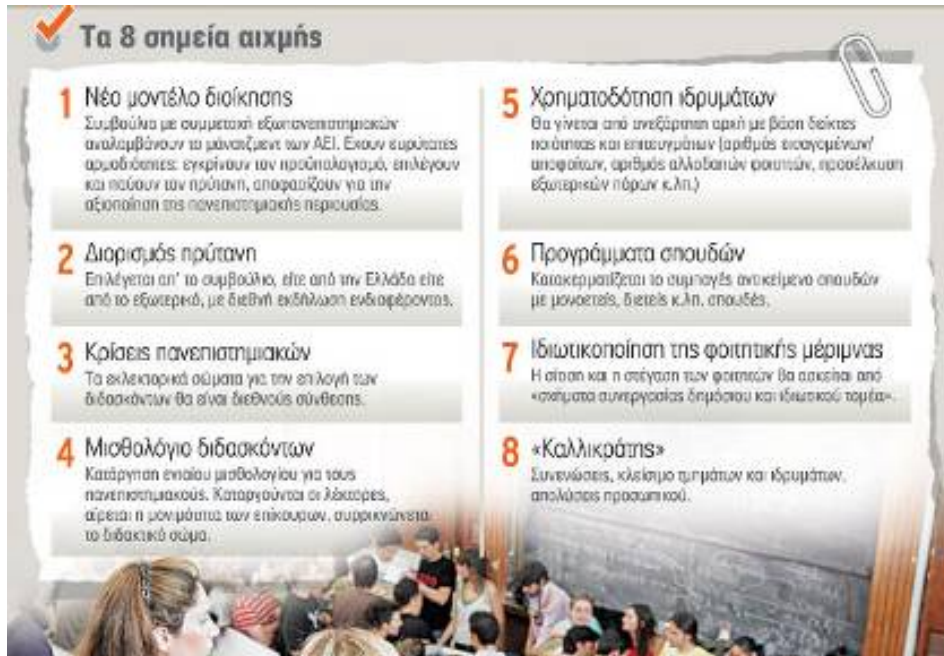 Τα 8 σημεία αιχμής
1 Νέο μοντέλο διοίκησης
Συμβούλια με συμμετοχή εξωπανεπιστημιακών
αναλαμβάνουν το μάνατζμεντ των ΑΕΙ. Εχουν ευρύτατες
αρμοδιότητες: εγκρίνουν τον προϋπολογισμό, επιλέγουν
και παύουν τον πρύτανη, αποφασίζουν για την
αξιοποίηση της πανεπιστημιακής περιουσίας.
2 Διορισμός πρύτανη
Επιλέγεται απ' το συμβούλιο, είτε από την Ελλάδα είτε
από το εξωτερικό, με διεθνή εκδήλωση ενδιαφέροντος.
3 Κρίσεις πανεπιστημιακών
Τα εκλεκτορικά σώματα για την επιλογή των
διδασκόντων θα είναι διεθνούς σύνθεσης.
4 Μισθολόγιο διδασκόντων
Κατάργηση ενιαίου μισθολογίου για τους
πανεπιστημιακούς. Καταργούνται οι λέκτορες,
αίρεται η μονιμότητα των επίκουρων, συρρικνώνεται
το διδακτικό σώμα.
5 Χρηματοδότηση ιδρυμάτων
Θα γίνεται από ανεξάρτητη αρχή με βάση δείκτες
ποιότητας και επιτευγμάτων (αριθμός εισαγομένων/
αποφοίτων, αριθμός αλλοδαπών φοιτητών, προσέλκυση
εξωτερικών πόρων κ.λπ.)
6 Προγράμματα σπουδών
Κατακερματίζεται το συμπαγές αντικείμενο σπουδών
με μονοετείς, διετείς κ.λπ. σπουδές.
7 Ιδιωτικοποίηση της φοιτητικής μέριμνας
Η σίτιση και η στέγαση των φοιτητών θα ασκείται από
«σχήματα συνεργασίας δημόσιου και ιδιωτικού τομέα».
8 «Καλλικράτης»
Συνενώσεις, κλείσιμο τμημάτων και ιδρυμάτων,
απολύσεις προσωπικού.